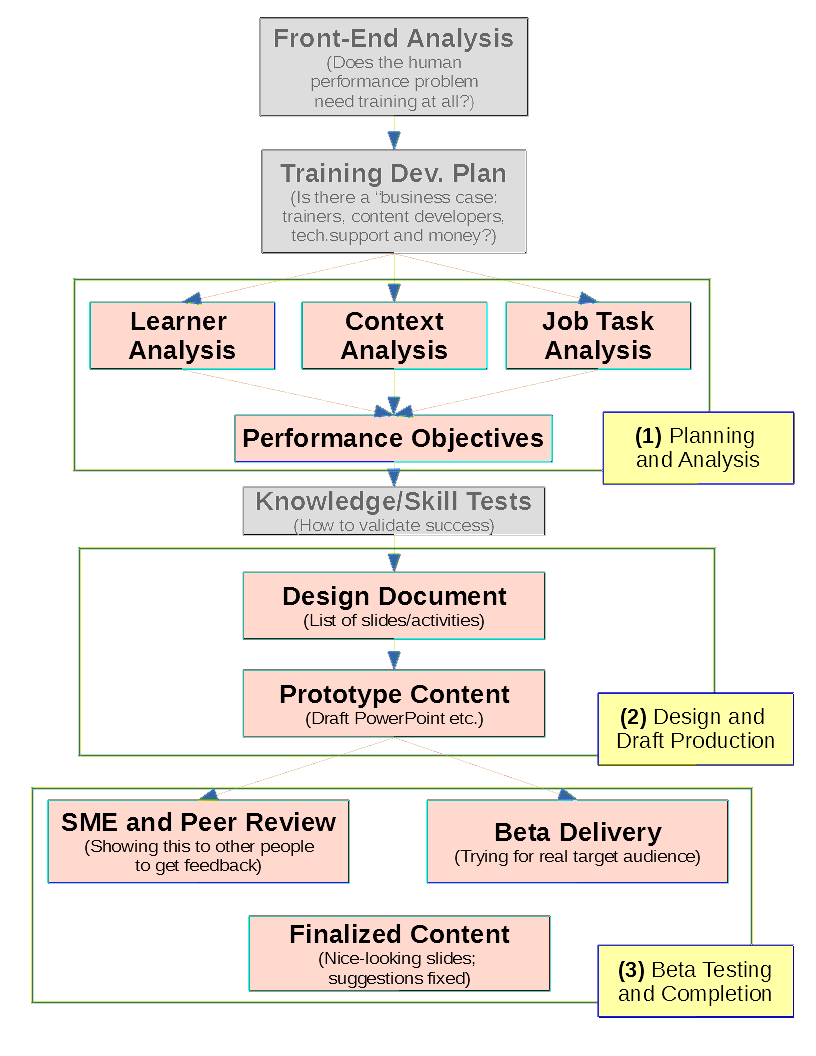 Front-End Analysis
(Does the human
performance problem
need training at all?)
Training Dev. Plan
(Is there a “business case:
trainers, content developers,
tech.support and money?)
Learner
Analysis
Context
Analysis
Job Task
Analysis
Performance Objectives
(1) Planning
and Analysis
Knowledge/Skill Tests
(How to validate success)
Design Document
(List of slides/activities)
Prototype Content
(Draft PowerPoint etc.)
(2) Design and
Draft Production
SME and Peer Review
(Showing this to other people
to get feedback)
Beta Delivery
(Trying for real target audience)
Finalized Content
(Nice-looking slides;
suggestions fixed)
(3) Beta Testing
and Completion